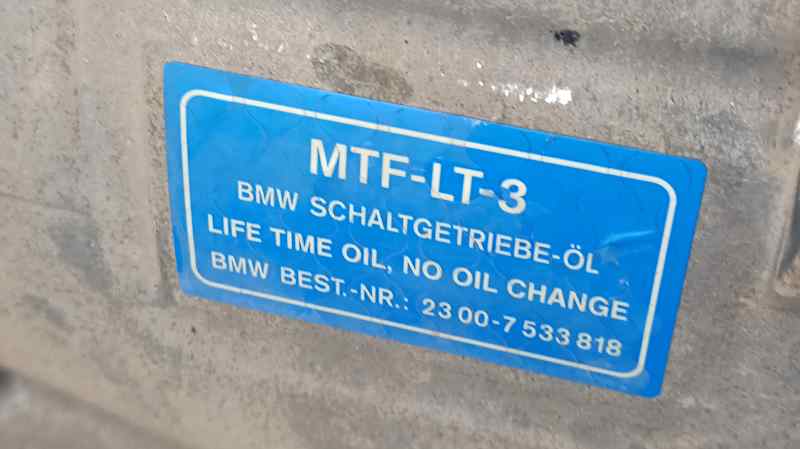 MTF-LT-3
BMW SCHALTGETRIEBE-ÖL
LIFE TIME OIL, NO OIL CHANGE
BMW BEST.-NR.: 23 00-7 533 818